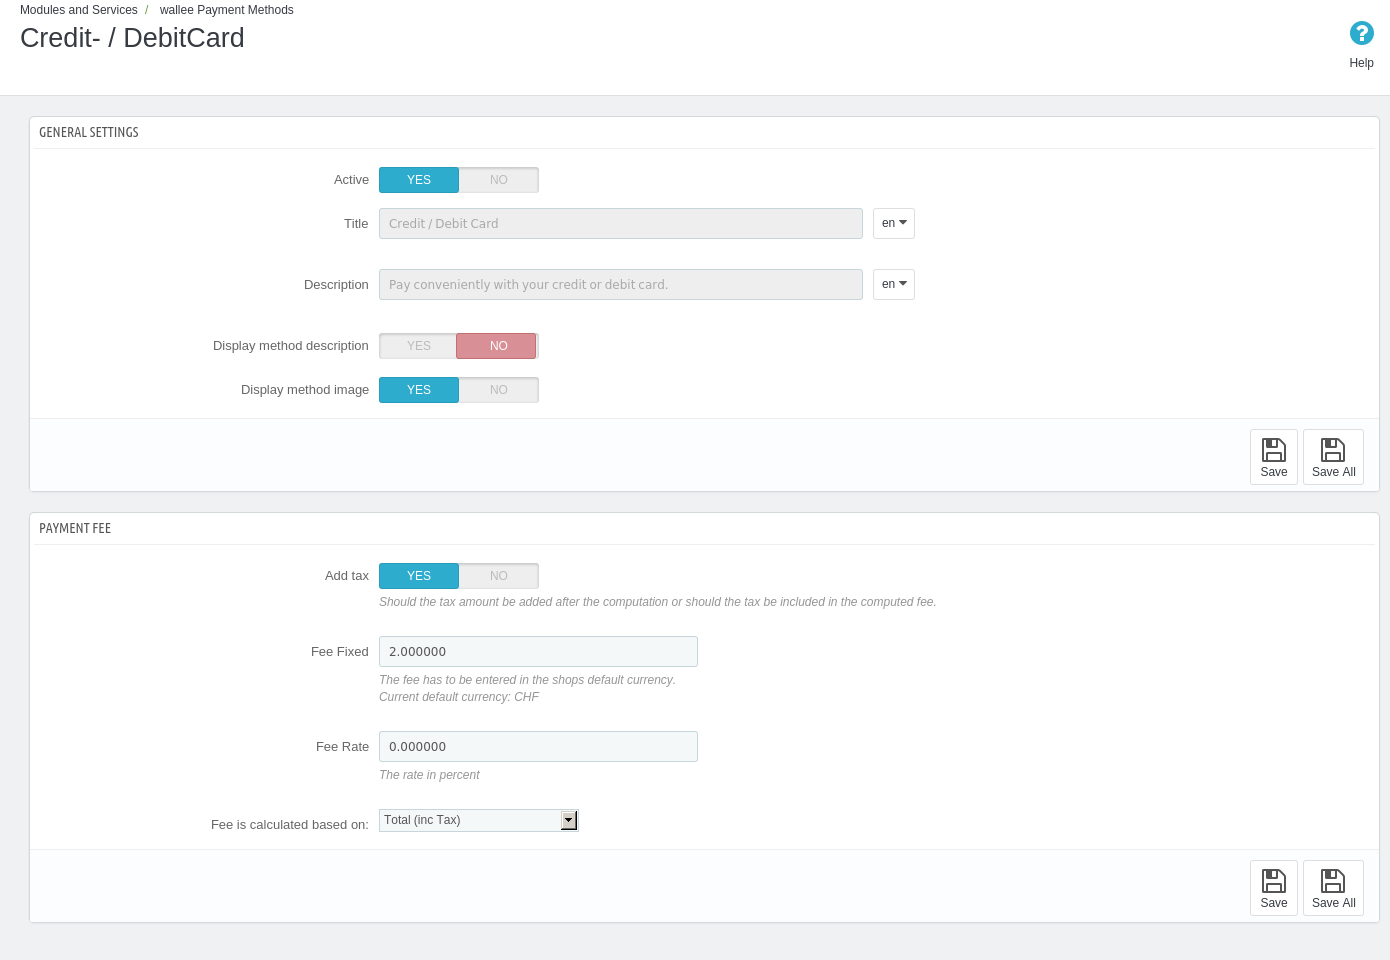 Modules and Services / wallee Payment Methods
Credit- / DebitCard
Help
GENERAL SETTINGS
Active YES NO
Title Credit / Debit Card en
Description Pay conveniently with your credit or debit card. en
Display method description YES NO
Display method image YES NO
Save Save All
PAYMENT FEE
Add tax YES NO
Should the tax amount be added after the computation or should the tax be included in the computed fee.
Fee Fixed 2.000000
The fee has to be entered in the shops default currency.
Current default currency: CHF
Fee Rate 0.000000
The rate in percent
Fee is calculated based on: Total (inc Tax)
Save Save All